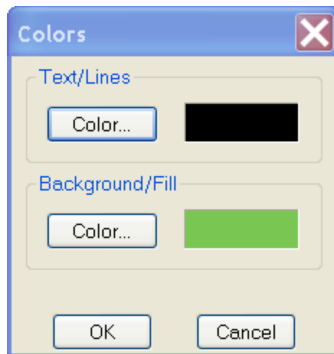 Colors
Text/Lines
Color...
Background/Fill
Color...
OK Cancel